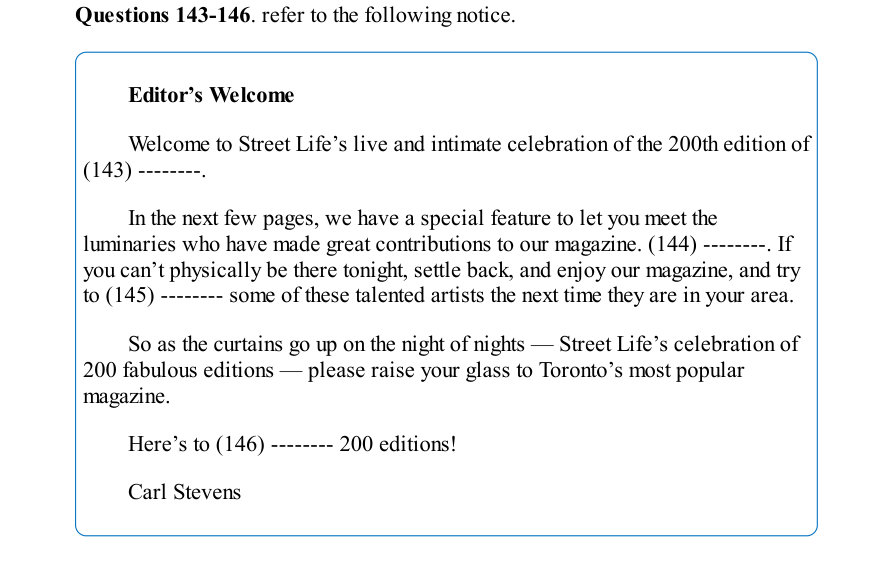 Questions 143-146. refer to the following notice.
Editor’s Welcome
Welcome to Street Life’s live and intimate celebration of the 200th edition of
(143) --------.
In the next few pages, we have a special feature to let you meet the
luminaries who have made great contributions to our magazine. (144) --------. If
you can’t physically be there tonight, settle back, and enjoy our magazine, and try
to (145) -------- some of these talented artists the next time they are in your area.
So as the curtains go up on the night of nights — Street Life’s celebration of
200 fabulous editions — please raise your glass to Toronto’s most popular
magazine.
Here’s to (146) -------- 200 editions!
Carl Stevens